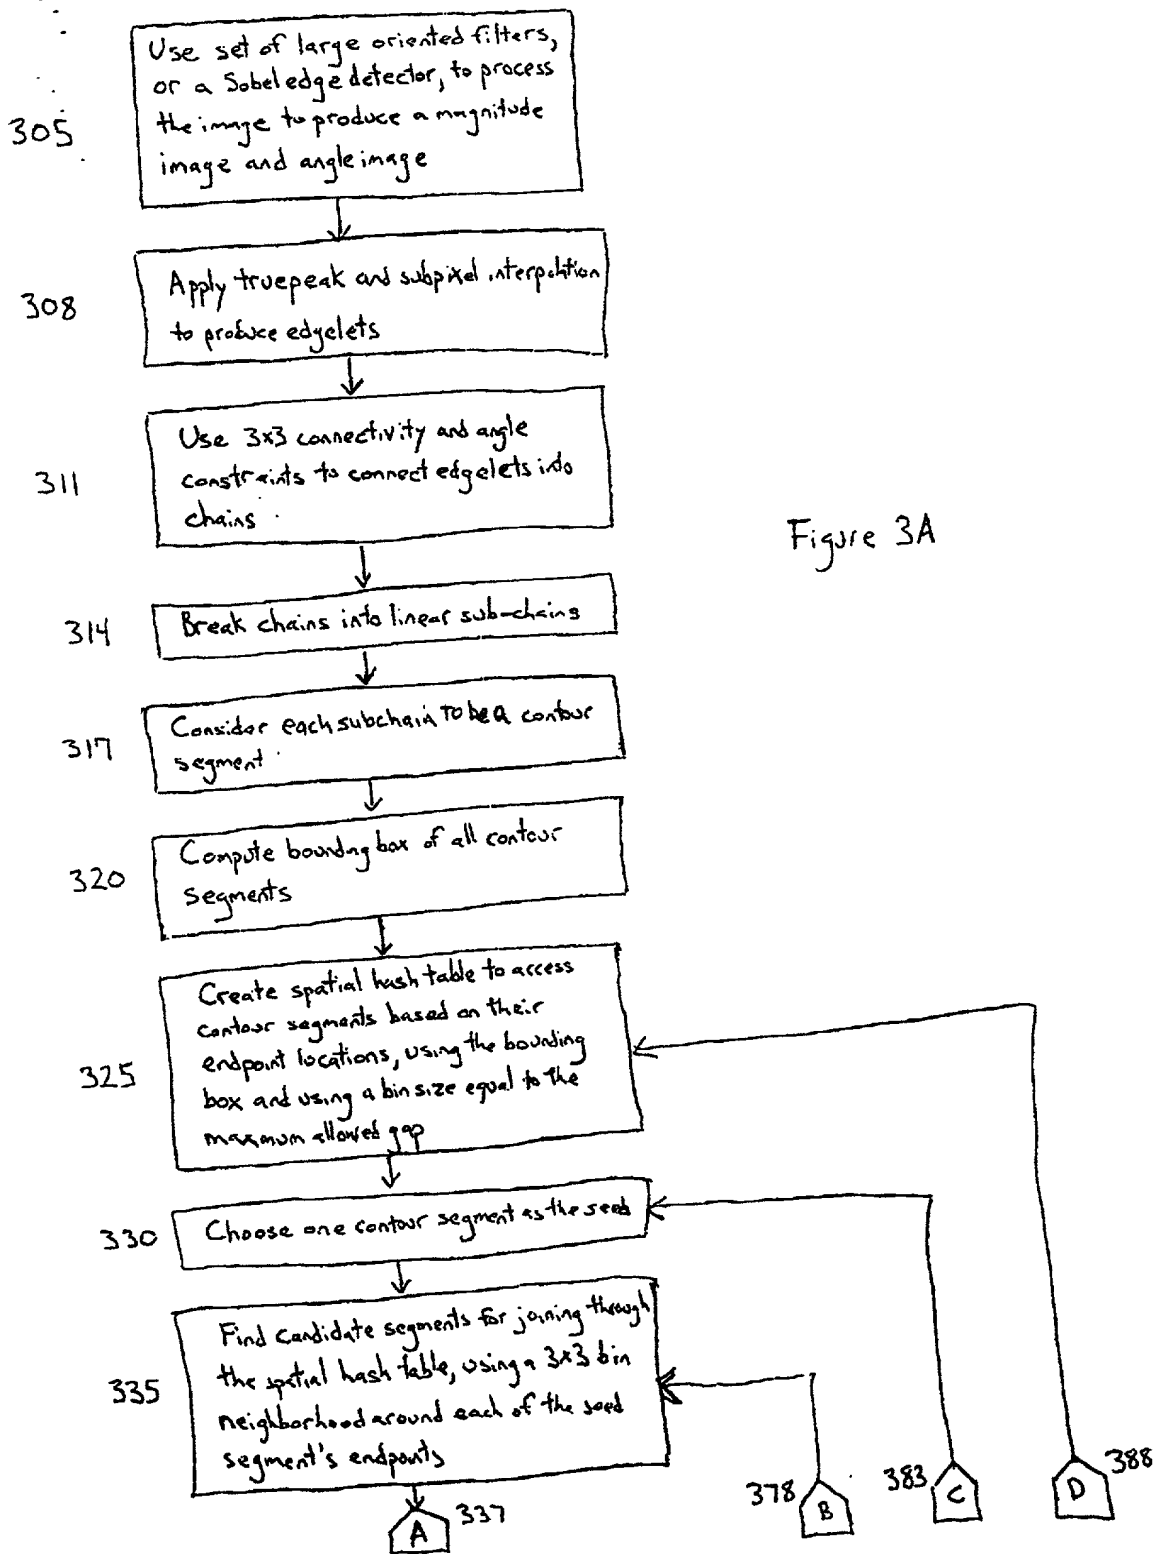 305
Use set of large oriented filters,
or a Sobel edge detector, to process
the image to produce a magnitude
image and angle image
308
Apply truepeak and subpixel interpolation
to produce edgelets
311
Use 3x3 connectivity and angle
constraints to connect edgelets into
chains
Figure 3A
314
Break chains into linear sub-chains
317
Consider each subchain to be a contour
segment
320
Compute bounding box of all contour
segments
325
Create spatial hash table to access
contour segments based on their
endpoint locations, using the bounding
box and using a bin size equal to the
maximum allowed gap
330
Choose one contour segment as the seed
335
Find candidate segments for joining through
the spatial hash table, using a 3x3 bin
neighborhood around each of the seed
segment's endpoints
A 337
378 B
383 C
D 388